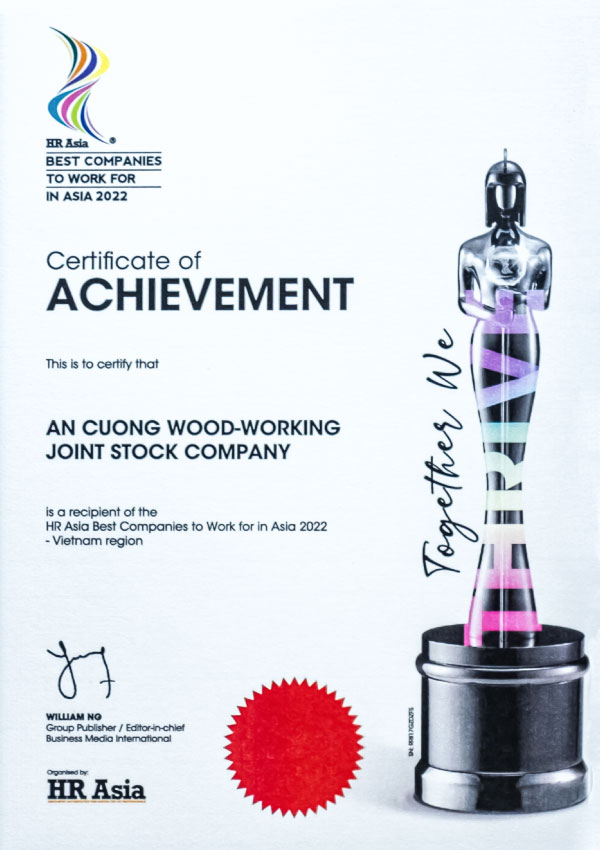 HR Asia ®
BEST COMPANIES
TO WORK FOR
IN ASIA 2022
Certificate of
ACHIEVEMENT
This is to certify that
AN CUONG WOOD-WORKING
JOINT STOCK COMPANY
is a recipient of the
HR Asia Best Companies to Work for in Asia 2022
- Vietnam region
Together We
THRIVE
WILLIAM NG
Group Publisher / Editor-in-chief
Business Media International
Organised by:
HR Asia